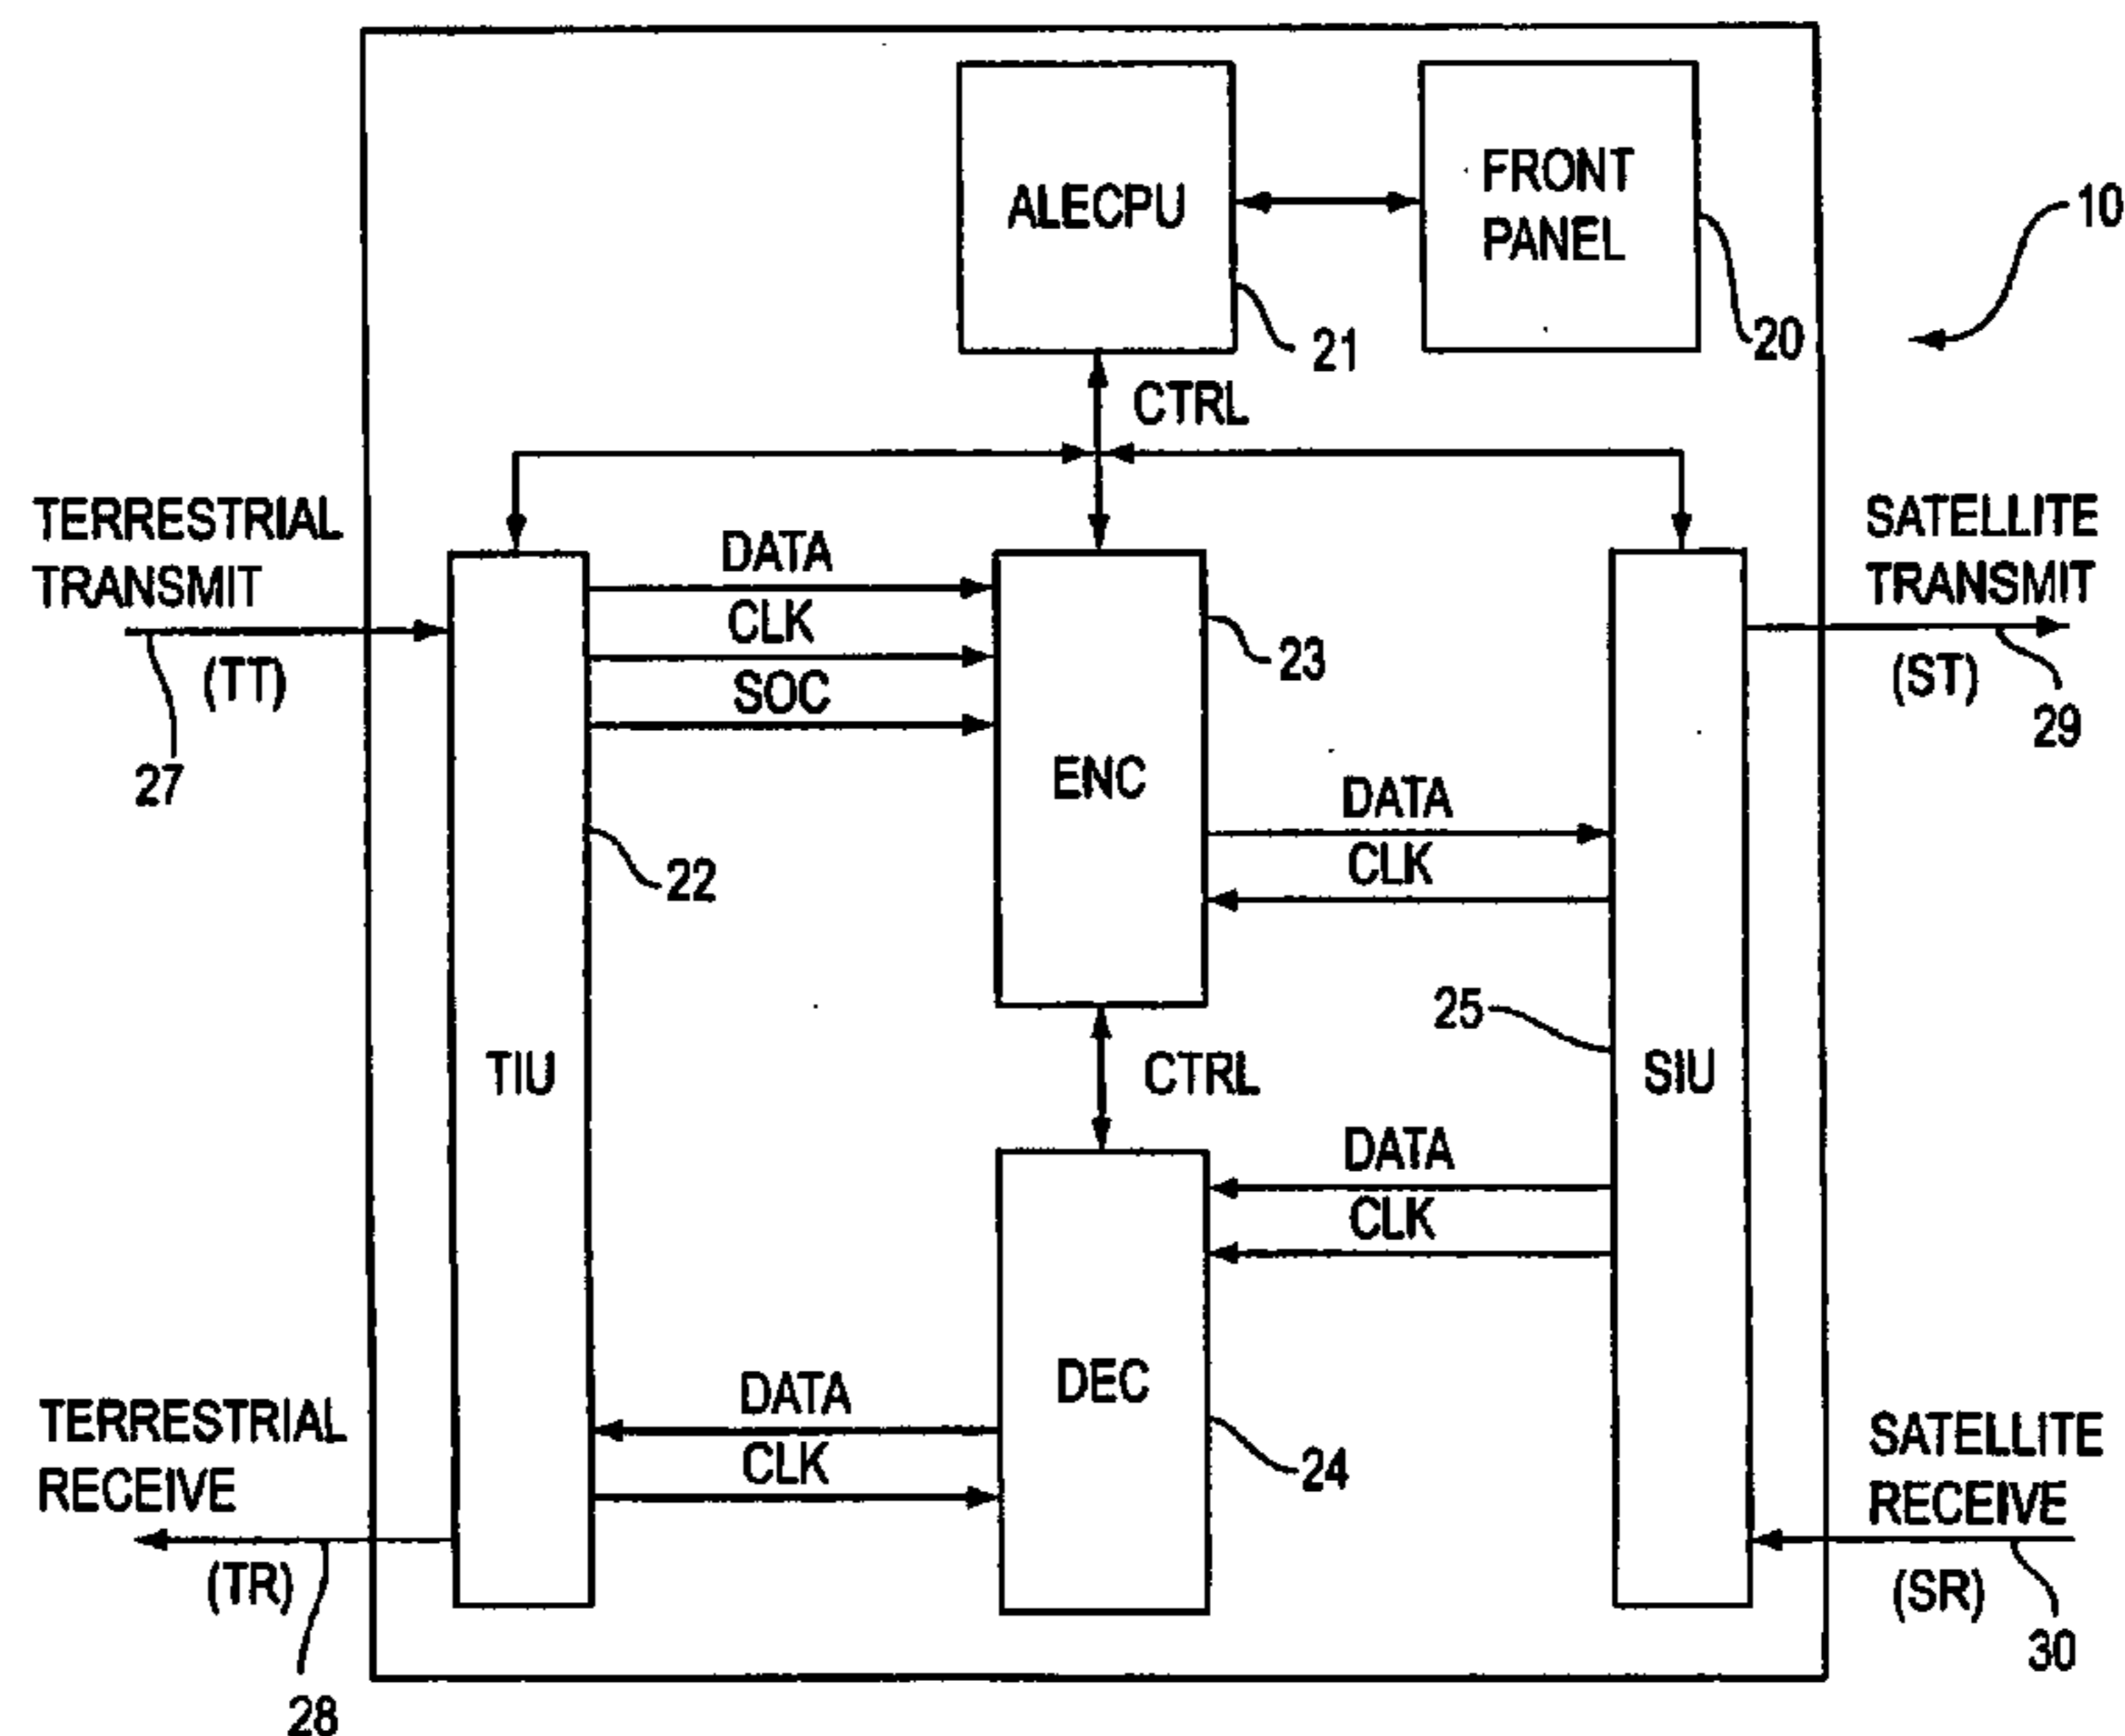 ALECPU
FRONT
PANEL
10
21
20
CTRL
TERRESTRIAL
TRANSMIT
(TT)
27
SATELLITE
TRANSMIT
(ST)
29
DATA
CLK
SOC
23
ENC
22
DATA
CLK
25
TIU
CTRL
SIU
DATA
CLK
DEC
24
DATA
CLK
TERRESTRIAL
RECEIVE
(TR)
28
SATELLITE
RECEIVE
(SR)
30